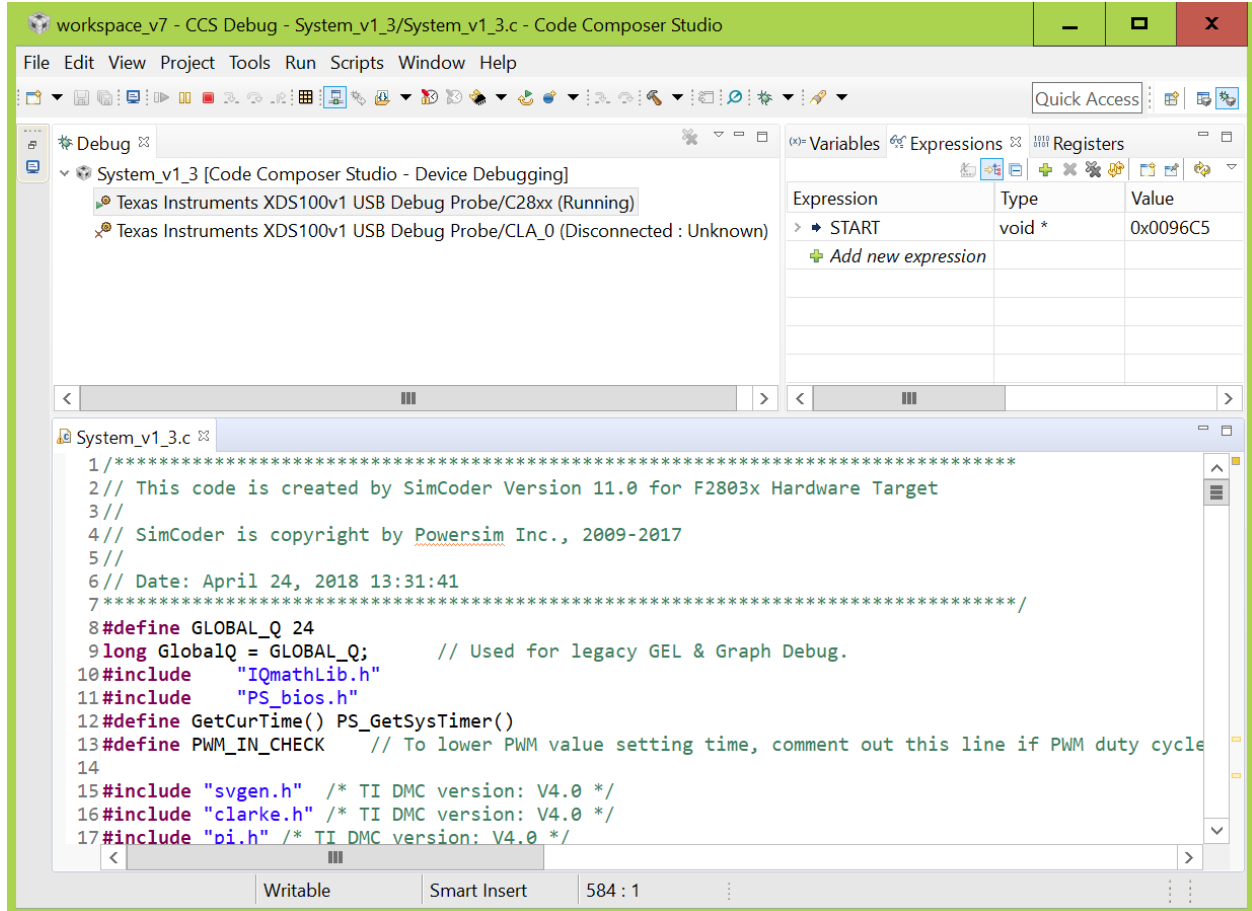 workspace_v7 - CCS Debug - System_v1_3/System_v1_3.c - Code Composer Studio
File Edit View Project Tools Run Scripts Window Help
Quick Access
Debug
System_v1_3 [Code Composer Studio - Device Debugging]
Texas Instruments XDS100v1 USB Debug Probe/C28xx (Running)
Texas Instruments XDS100v1 USB Debug Probe/CLA_0 (Disconnected : Unknown)
(x)= Variables Expressions Registers
Expression Type Value
START void * 0x0096C5
Add new expression
System_v1_3.c
1 /*********************************************************************************
2 // This code is created by SimCoder Version 11.0 for F2803x Hardware Target
3 //
4 // SimCoder is copyright by Powersim Inc., 2009-2017
5 //
6 // Date: April 24, 2018 13:31:41
7 **********************************************************************************/
8 #define GLOBAL_Q 24
9 long GlobalQ = GLOBAL_Q;      // Used for legacy GEL & Graph Debug.
10 #include    "IQmathLib.h"
11 #include    "PS_bios.h"
12 #define GetCurTime() PS_GetSysTimer()
13 #define PWM_IN_CHECK    // To lower PWM value setting time, comment out this line if PWM duty cycle
14
15 #include "svgen.h"  /* TI DMC version: V4.0 */
16 #include "clarke.h" /* TI DMC version: V4.0 */
17 #include "pi.h" /* TI DMC version: V4.0 */
Writable Smart Insert 584 : 1